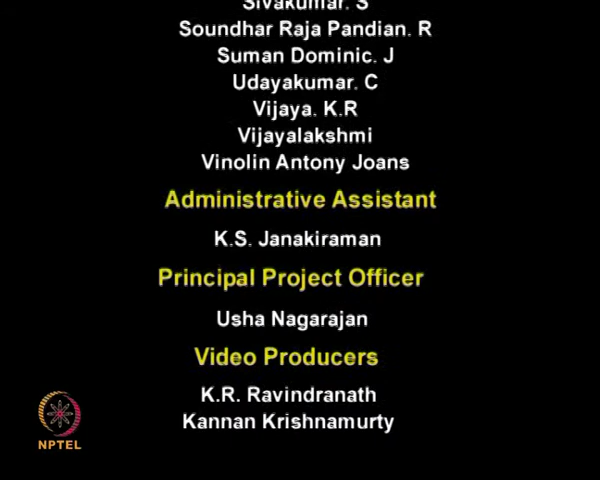 Sivakumar. S
Soundhar Raja Pandian. R
Suman Dominic. J
Udayakumar. C
Vijaya. K.R
Vijayalakshmi
Vinolin Antony Joans
Administrative Assistant
K.S. Janakiraman
Principal Project Officer
Usha Nagarajan
Video Producers
K.R. Ravindranath
Kannan Krishnamurty
NPTEL